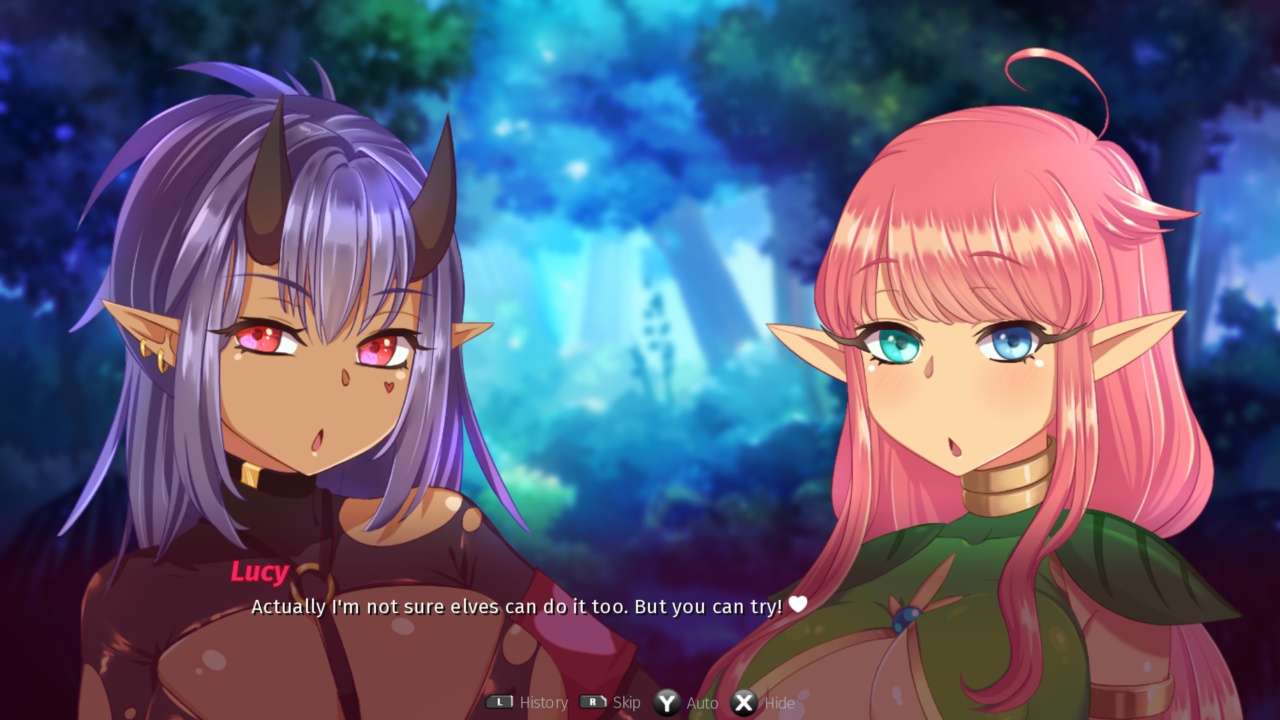 Lucy
Actually I'm not sure elves can do it too. But you can try!
L History R Skip Y Auto X Hide